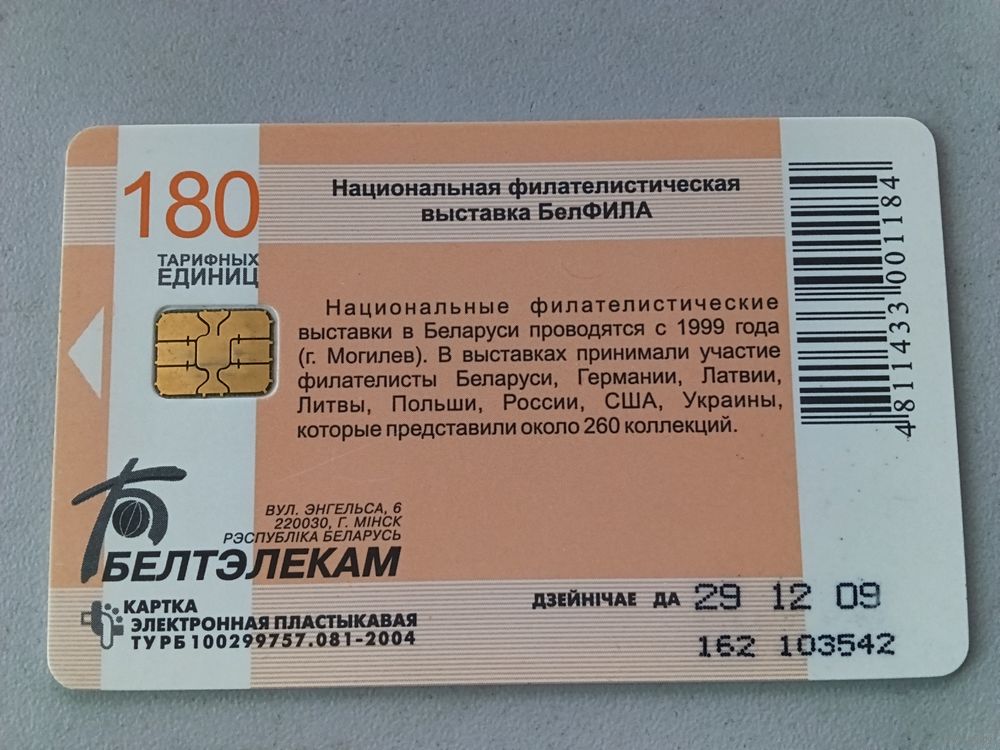 180
ТАРИФНЫХ
ЕДИНИЦ
Национальная филателистическая
выставка БелФИЛА
Национальные филателистические
выставки в Беларуси проводятся с 1999 года
(г. Могилев). В выставках принимали участие
филателисты Беларуси, Германии, Латвии,
Литвы, Польши, России, США, Украины,
которые представили около 260 коллекций.
4811433001184
ВУЛ. ЭНГЕЛЬСА, 6
220030, Г. МІНСК
РЭСПУБЛІКА БЕЛАРУСЬ
БЕЛТЭЛЕКАМ
КАРТКА
ЭЛЕКТРОННАЯ ПЛАСТЫКАВАЯ
ТУ РБ 100299757.081-2004
ДЗЕЙНІЧАЕ ДА 29 12 09
162 103542